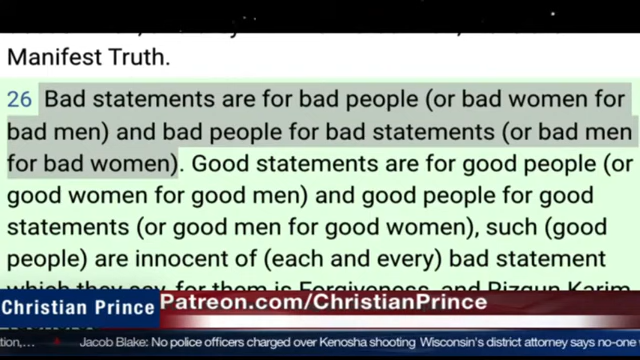 Manifest Truth.
26 Bad statements are for bad people (or bad women for
bad men) and bad people for bad statements (or bad men
for bad women). Good statements are for good people (or
good women for good men) and good people for good
statements (or good men for good women), such (good
people) are innocent of (each and every) bad statement
which they say, for them is Forgiveness, and Rizqun Karim
Christian Prince
Patreon.com/ChristianPrince
tion,... Jacob Blake: No police officers charged over Kenosha shooting Wisconsin's district attorney says no-one